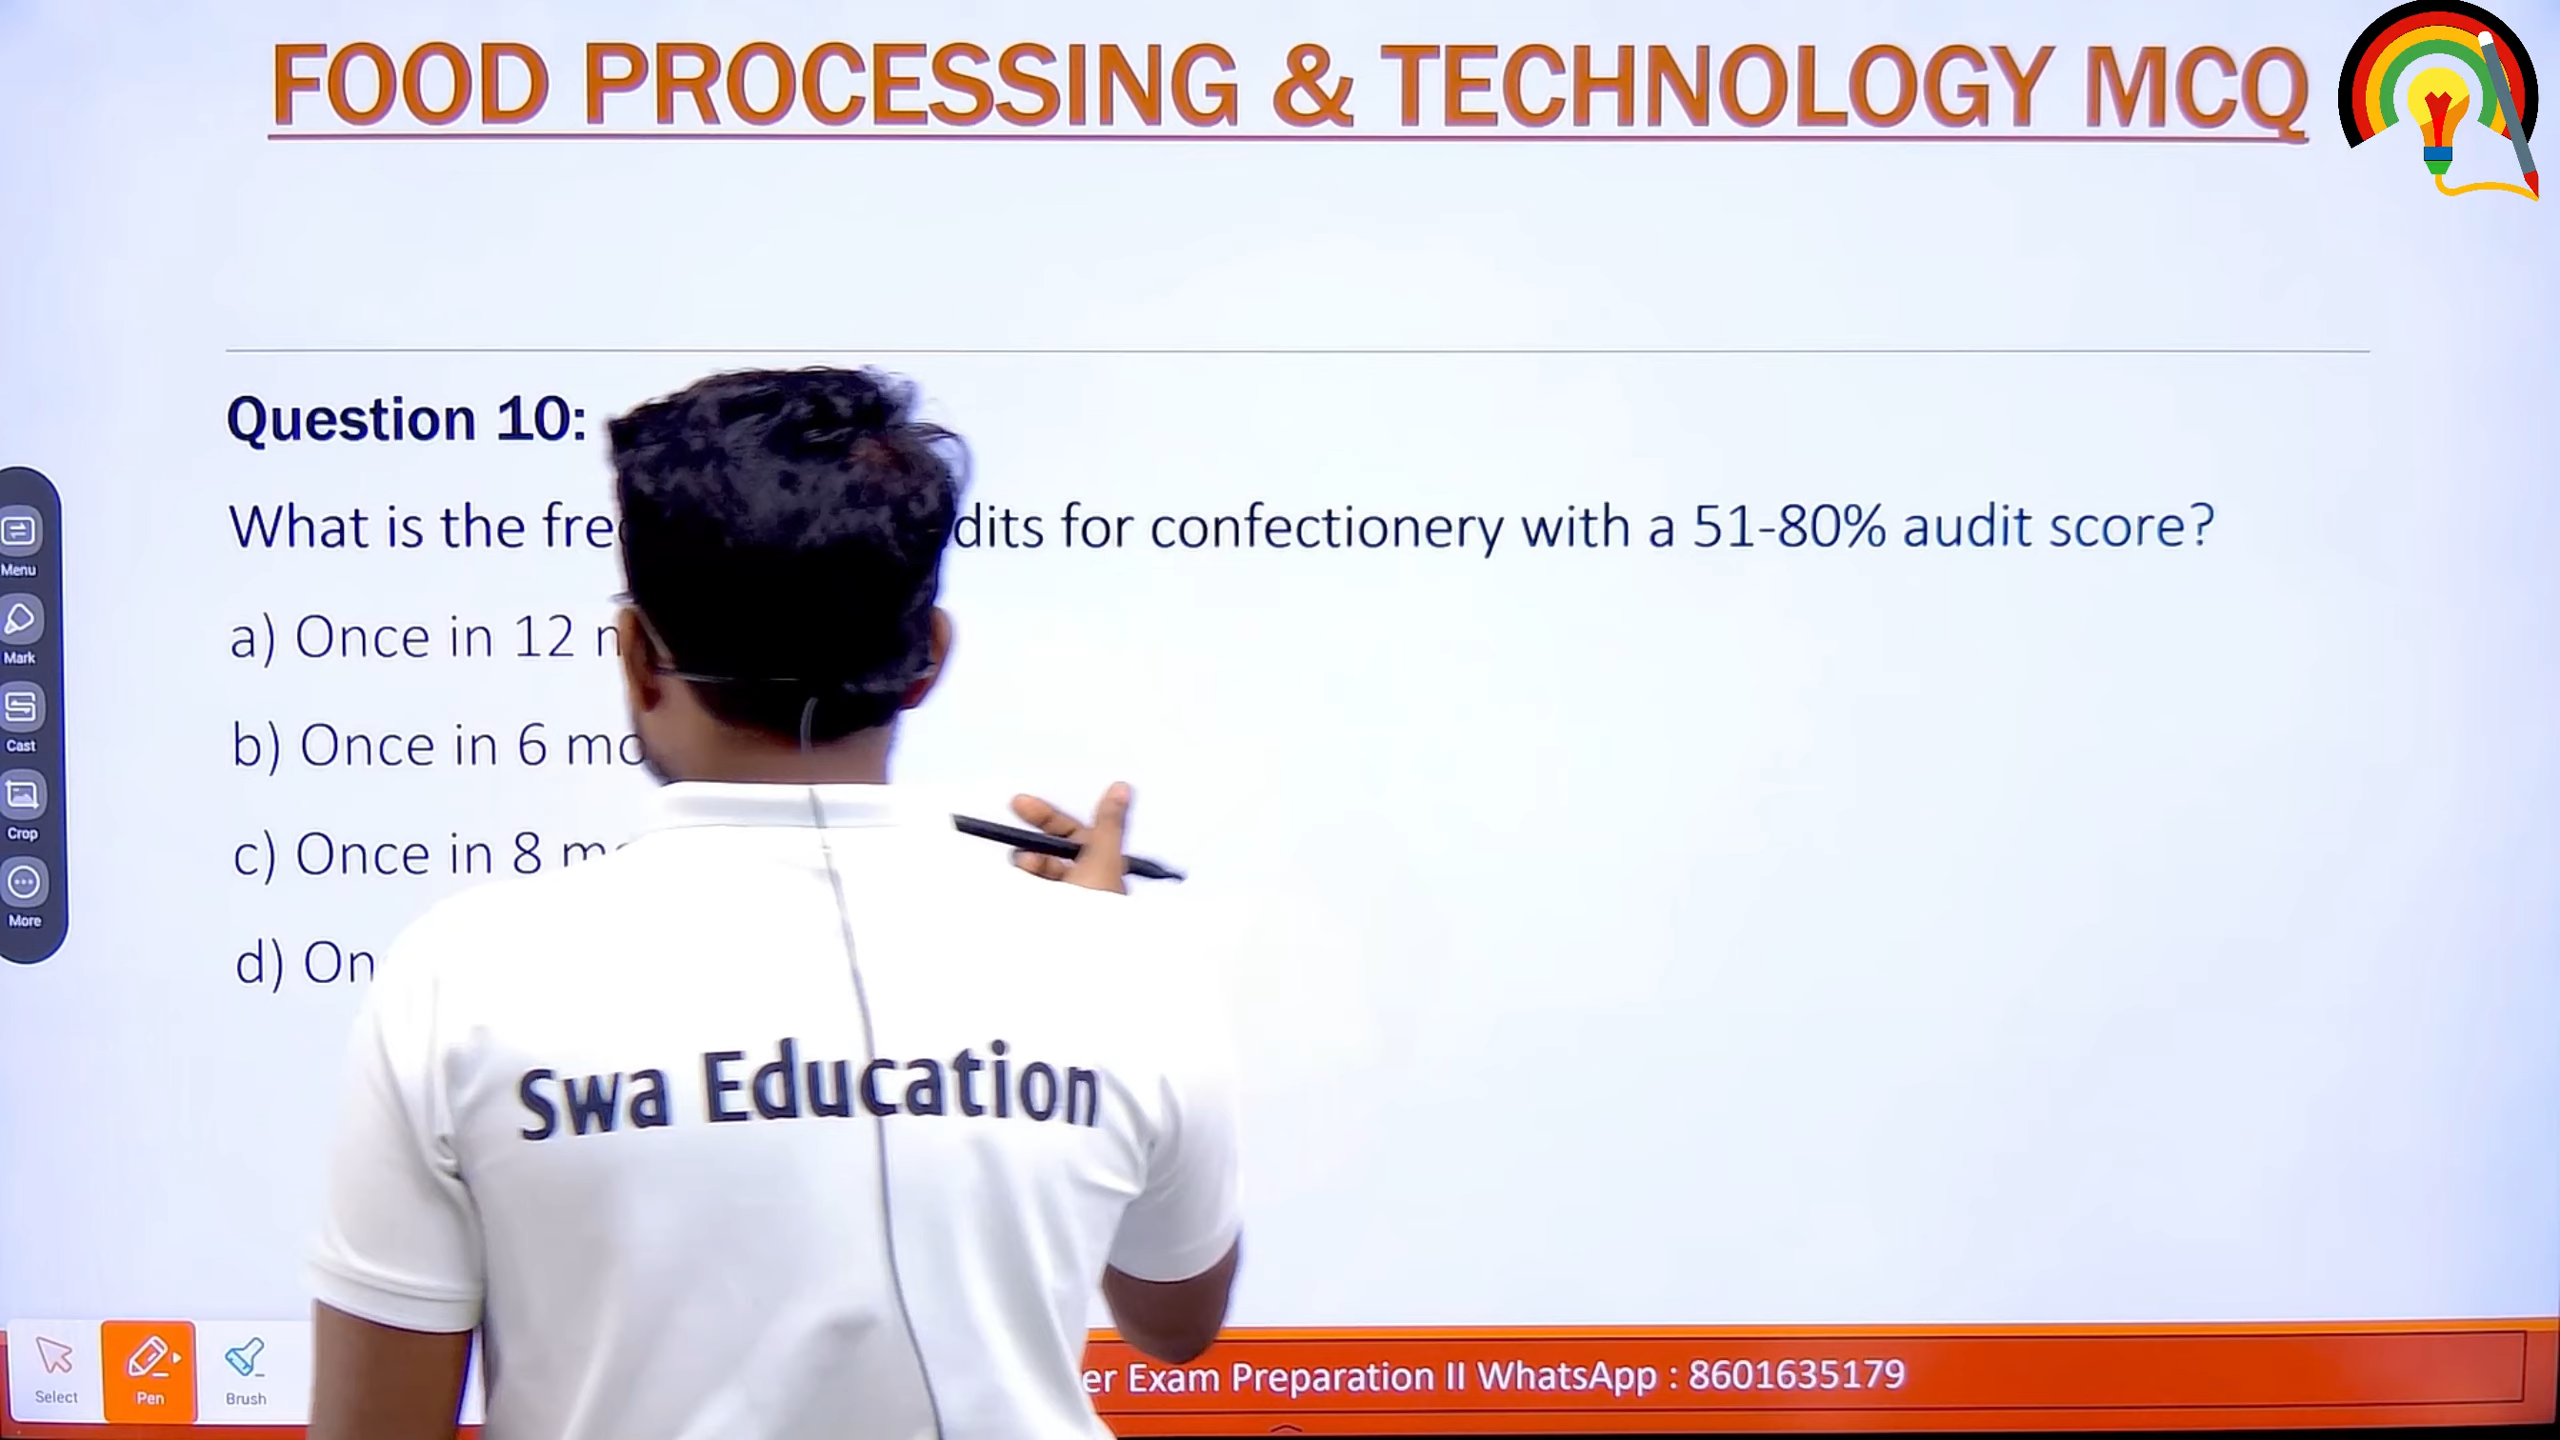 FOOD PROCESSING & TECHNOLOGY MCQ
Question 10:
What is the fre dits for confectionery with a 51-80% audit score?
a) Once in 12
b) Once in 6 mo
c) Once in 8 m
d) On
Menu
Mark
Cast
Crop
More
Swa Education
Select
Pen
Brush
er Exam Preparation II WhatsApp : 8601635179